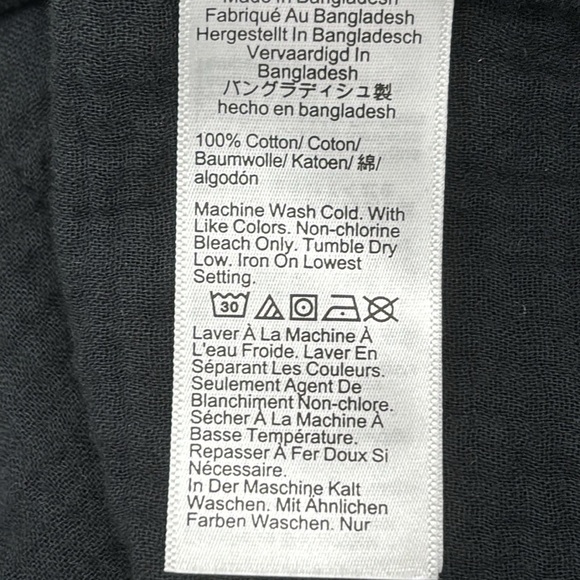 Made In Bangladesh
Fabriqué Au Bangladesh
Hergestellt In Bangladesch
Vervaardigd In
Bangladesh
バングラディシュ製
hecho en bangladesh
100% Cotton/ Coton/
Baumwolle/ Katoen/ 綿/
algodón
Machine Wash Cold. With
Like Colors. Non-chlorine
Bleach Only. Tumble Dry
Low. Iron On Lowest
Setting.
30
Laver À La Machine À
L'eau Froide. Laver En
Séparant Les Couleurs.
Seulement Agent De
Blanchiment Non-chlore.
Sécher À La Machine À
Basse Température.
Repasser À Fer Doux Si
Nécessaire.
In Der Maschine Kalt
Waschen. Mit Ähnlichen
Farben Waschen. Nur